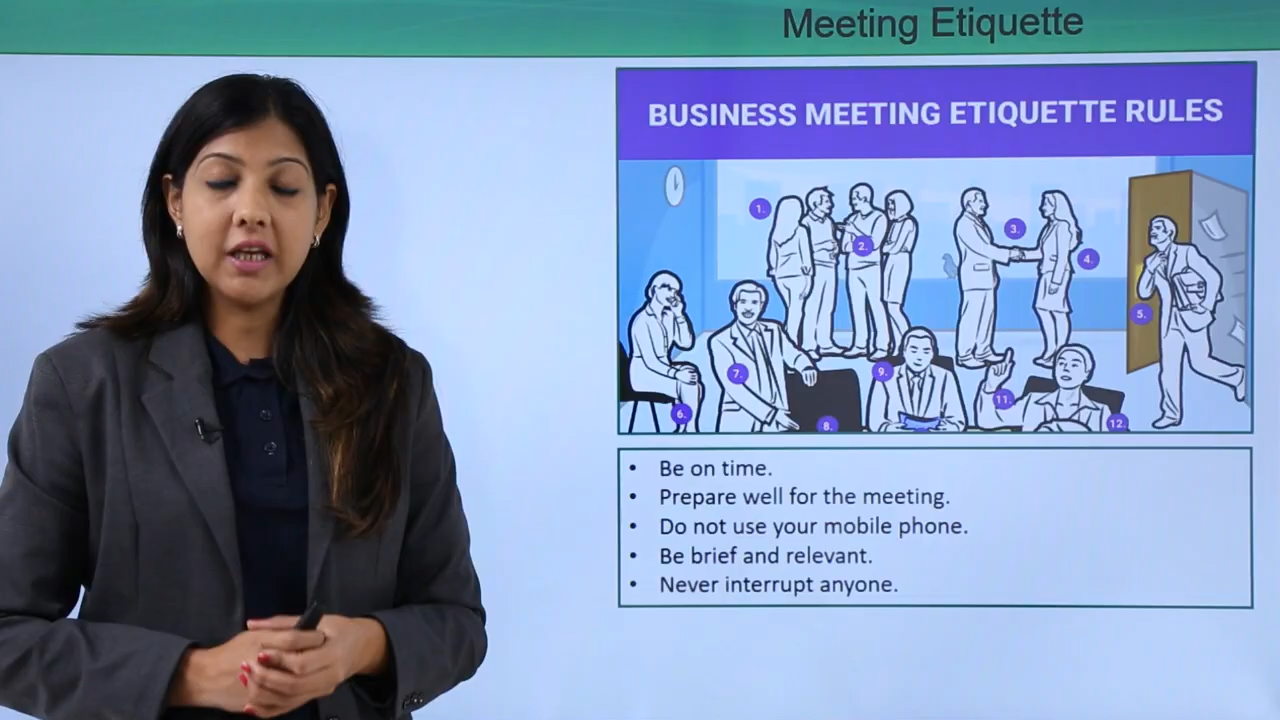 Meeting Etiquette
BUSINESS MEETING ETIQUETTE RULES
1.
2.
3.
4.
5.
6.
7.
8.
9.
11.
12.
• Be on time.
• Prepare well for the meeting.
• Do not use your mobile phone.
• Be brief and relevant.
• Never interrupt anyone.